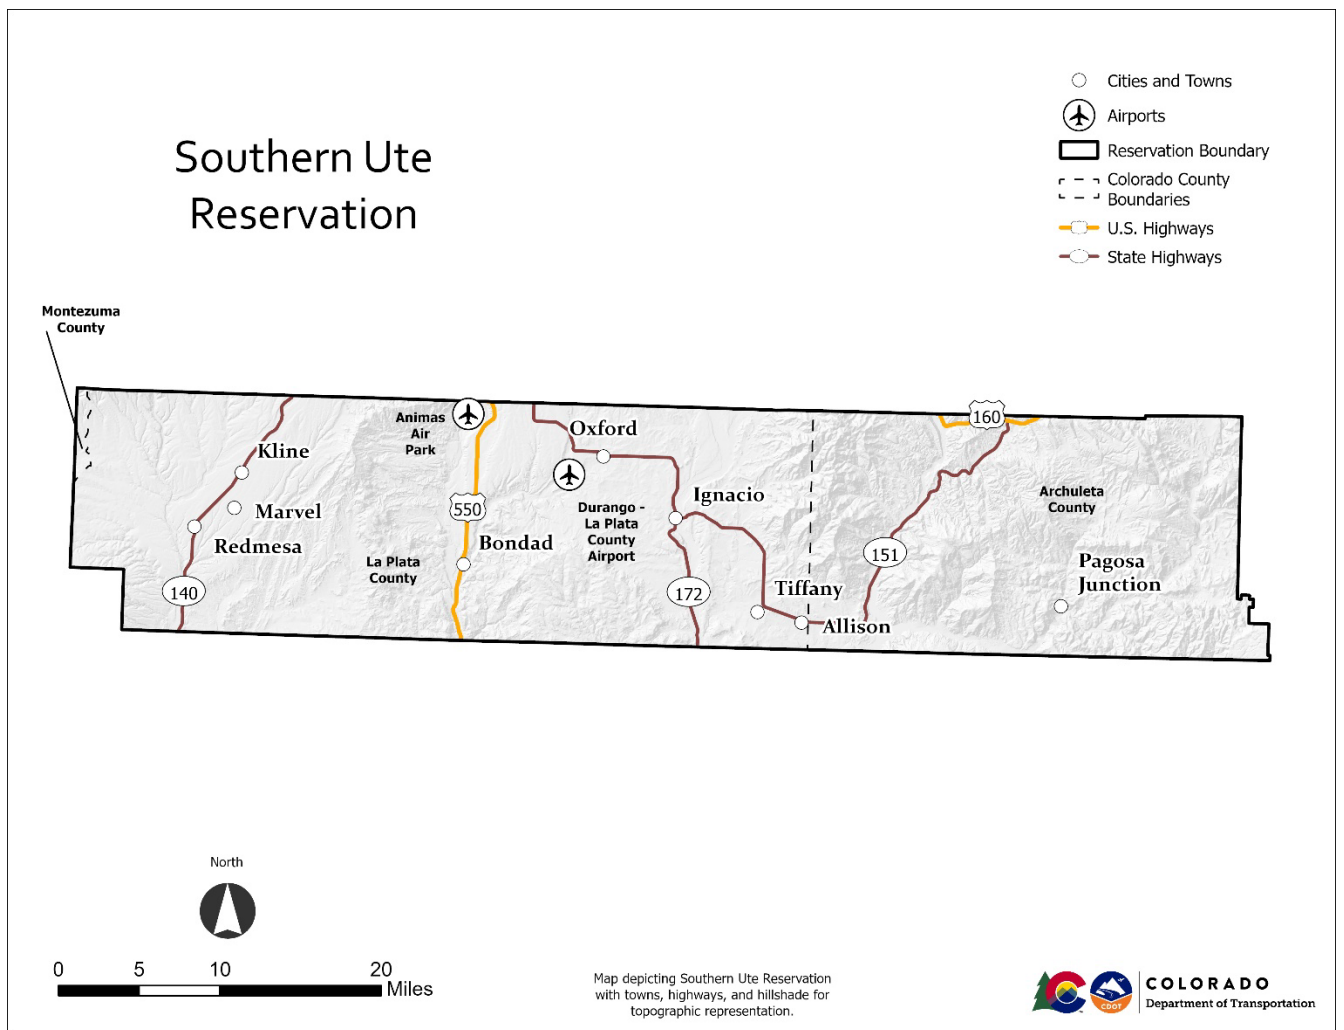 Southern Ute
Reservation
Cities and Towns
Airports
Reservation Boundary
Colorado County
Boundaries
U.S. Highways
State Highways
Montezuma
County
Animas
Air
Park
Oxford
160
Kline
Ignacio
Archuleta
County
Marvel
550
Durango -
La Plata
County
Airport
Redmesa
Bondad
151
La Plata
County
Pagosa
Junction
140
172
Tiffany
Allison
North
0 5 10 20
Miles
Map depicting Southern Ute Reservation
with towns, highways, and hillshade for
topographic representation.
C
CDOT
COLORADO
Department of Transportation